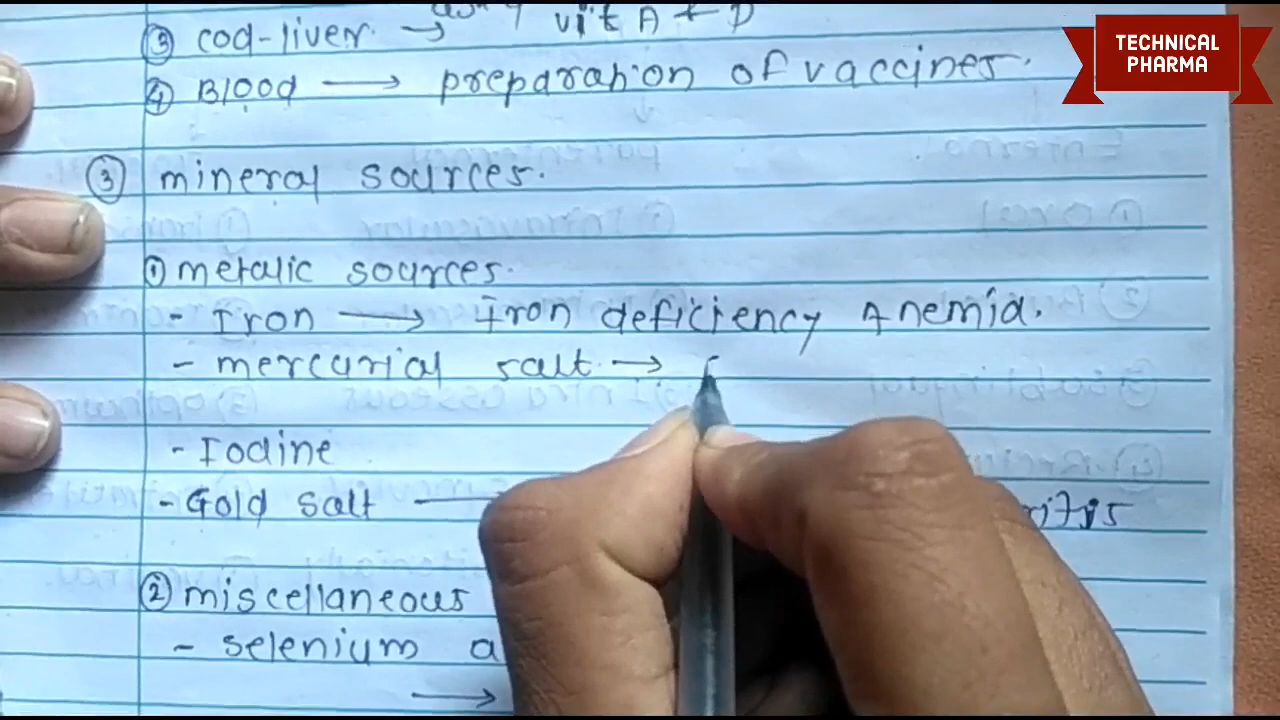 ③ cod-liver → vit A + D
④ Blood → preparation of vaccines.
③ mineral sources.
① metalic sources.
- Iron → Iron deficiency Anemia.
- mercurial salt →
- Iodine
- Gold salt
② miscellaneous
- selenium
→
TECHNICAL
PHARMA